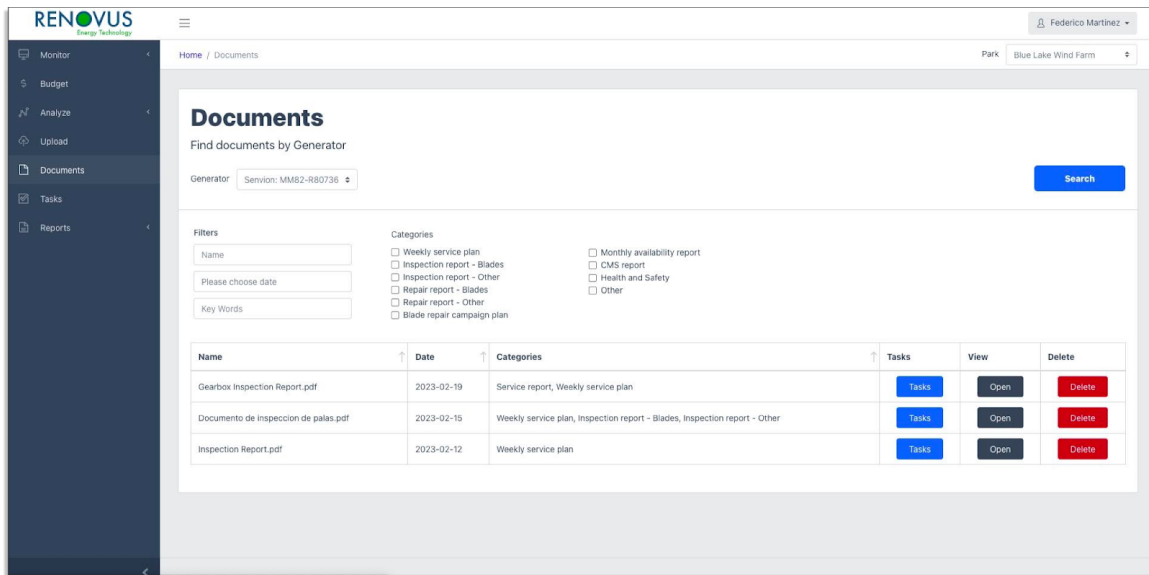 RENOVUS
Energy Technology
Federico Martínez
Monitor
Budget
Analyze
Upload
Documents
Tasks
Reports
Home / Documents
Park Blue Lake Wind Farm
Documents
Find documents by Generator
Generator Senvion: MM82-R80736
Search
Filters
Name
Please choose date
Key Words
Categories
Weekly service plan
Inspection report - Blades
Inspection report - Other
Repair report - Blades
Repair report - Other
Blade repair campaign plan
Monthly availability report
CMS report
Health and Safety
Other
Name Date Categories Tasks View Delete
Gearbox Inspection Report.pdf 2023-02-19 Service report, Weekly service plan Tasks Open Delete
Documento de inspeccion de palas.pdf 2023-02-15 Weekly service plan, Inspection report - Blades, Inspection report - Other Tasks Open Delete
Inspection Report.pdf 2023-02-12 Weekly service plan Tasks Open Delete